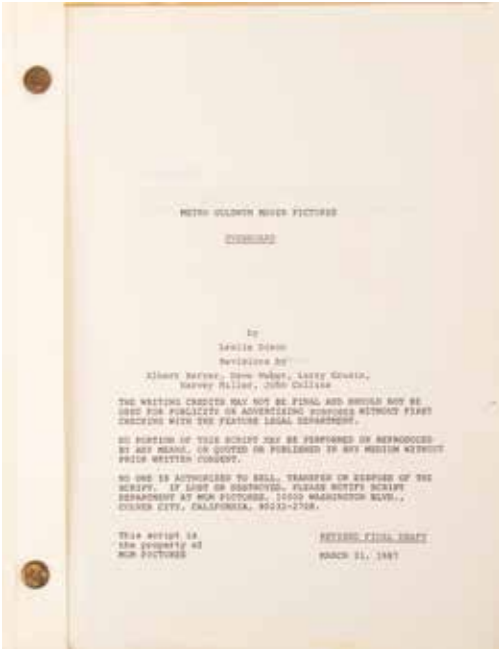 METRO GOLDWYN MAYER PICTURES
OVERBOARD
by
Leslie Dixon
Revisions by
Albert
Harvey Miller, John Collins
THE WRITING CREDITS MAY NOT BE FINAL AND SHOULD NOT BE
USED FOR PUBLICITY OR ADVERTISING PURPOSES WITHOUT FIRST
CHECKING WITH THE FEATURE LEGAL DEPARTMENT.
NO PORTION OF THIS SCRIPT MAY BE PERFORMED OR REPRODUCED
BY ANY MEANS, OR QUOTED OR PUBLISHED IN ANY MEDIUM WITHOUT
PRIOR WRITTEN CONSENT.
NO ONE IS AUTHORIZED TO SELL, TRANSFER OR DISPOSE OF THE
SCRIPT. IF LOST OR DESTROYED, PLEASE NOTIFY SCRIPT
DEPARTMENT AT MGM PICTURES, 10000 WASHINGTON BLVD.,
CULVER CITY, CALIFORNIA, 90232-2728.
This script is
the property of
MGM PICTURES
REVISED FINAL DRAFT
MARCH 31, 1987